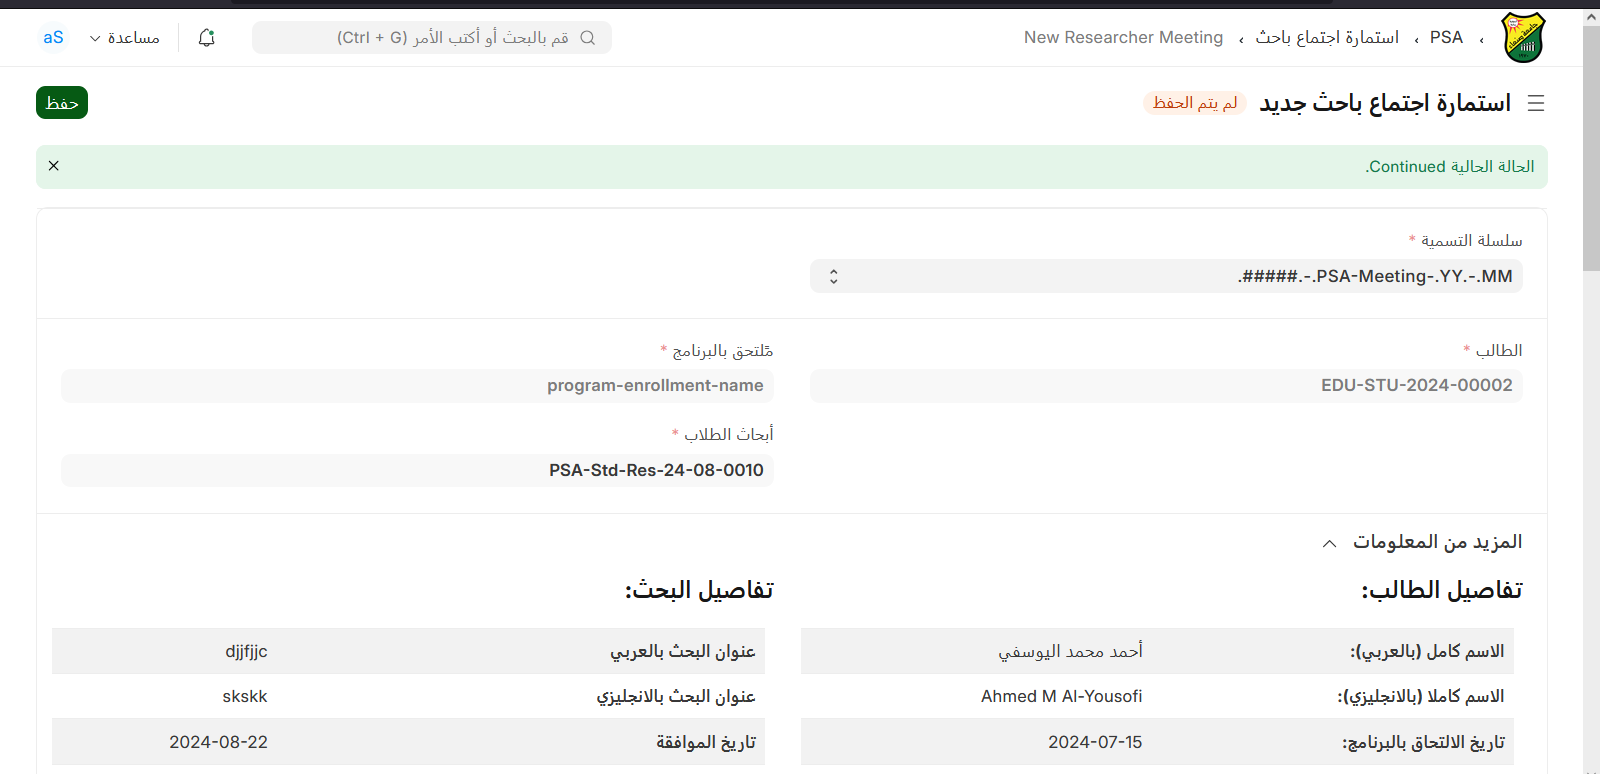 PSA › استمارة اجتماع باحث › New Researcher Meeting
قم بالبحث أو أكتب الأمر (Ctrl + G)
مساعدة
aS
استمارة اجتماع باحث جديد
لم يتم الحفظ
حفظ
الحالة الحالية Continued.
سلسلة التسمية *
PSA-Meeting-.YY.-.MM.-.#####.
الطالب *
EDU-STU-2024-00002
مُلتحق بالبرنامج *
program-enrollment-name
أبحاث الطلاب *
PSA-Std-Res-24-08-0010
المزيد من المعلومات
تفاصيل الطالب:
الاسم كامل (بالعربي): أحمد محمد اليوسفي
الاسم كاملا (بالانجليزي): Ahmed M Al-Yousofi
تاريخ الالتحاق بالبرنامج: 2024-07-15
تفاصيل البحث:
عنوان البحث بالعربي djjfjjc
عنوان البحث بالانجليزي skskk
تاريخ الموافقة 2024-08-22